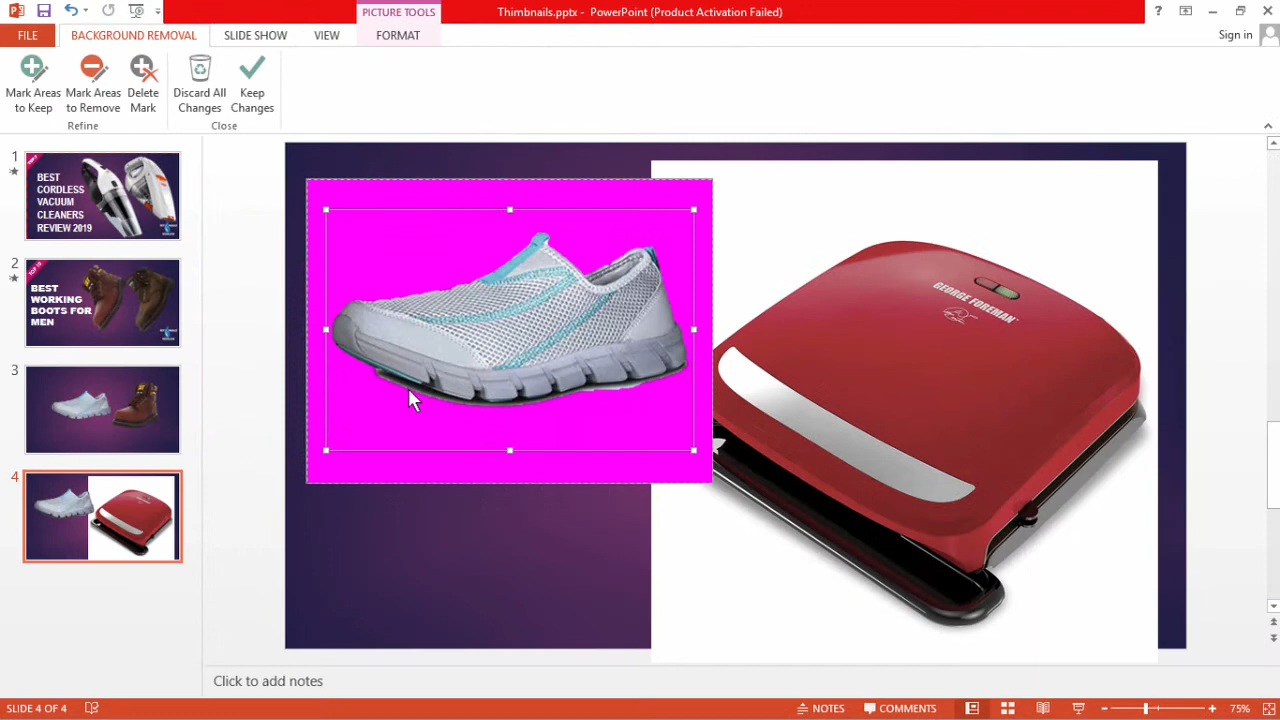 PICTURE TOOLS
Thimbnails.pptx - PowerPoint (Product Activation Failed)
FILE
BACKGROUND REMOVAL
SLIDE SHOW
VIEW
FORMAT
Sign in
Mark Areas to Keep
Mark Areas to Remove
Delete Mark
Discard All Changes
Keep Changes
Refine
Close
1
BEST
CORDLESS
VACUUM
CLEANERS
REVIEW 2019
2
BEST
WORKING
BOOTS FOR
MEN
3
4
GEORGE FOREMAN
Click to add notes
SLIDE 4 OF 4
NOTES
COMMENTS
75%